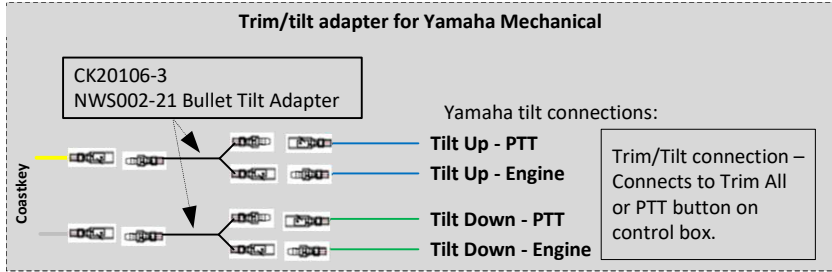 Trim/tilt adapter for Yamaha Mechanical
CK20106-3
NWS002-21 Bullet Tilt Adapter
Yamaha tilt connections:
Tilt Up - PTT
Tilt Up - Engine
Tilt Down - PTT
Tilt Down - Engine
Trim/Tilt connection –
Connects to Trim All
or PTT button on
control box.
Coastkey